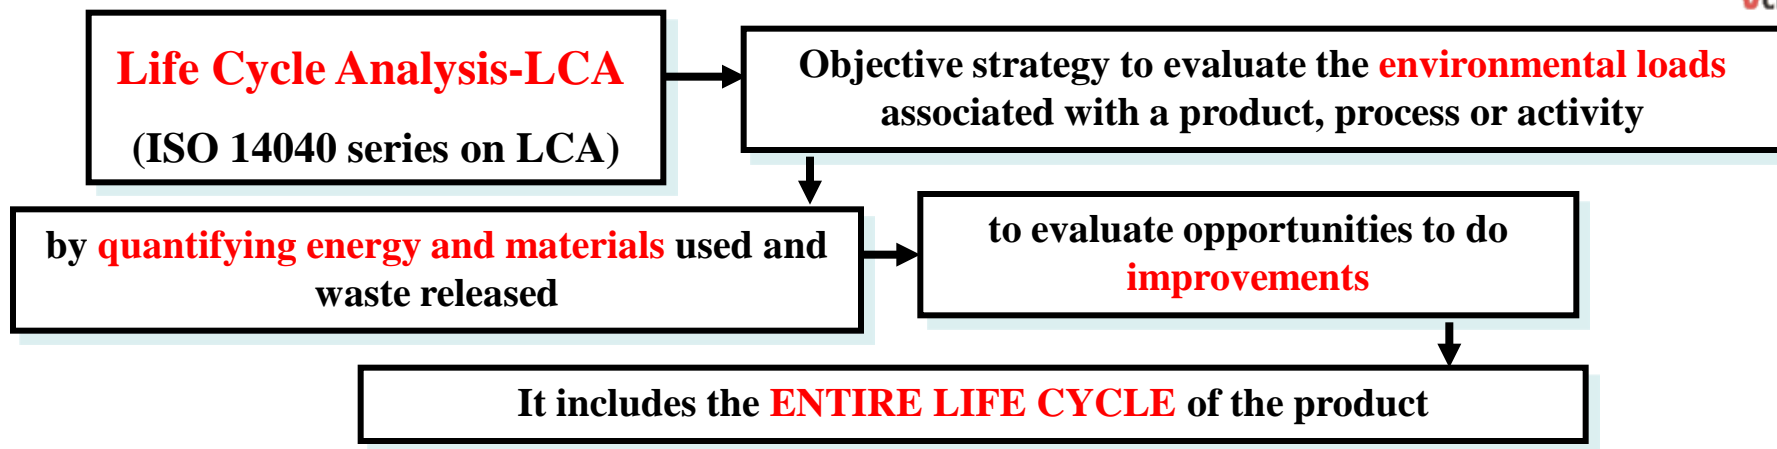 Life Cycle Analysis-LCA
(ISO 14040 series on LCA)
Objective strategy to evaluate the environmental loads
associated with a product, process or activity
by quantifying energy and materials used and
waste released
to evaluate opportunities to do
improvements
It includes the ENTIRE LIFE CYCLE of the product